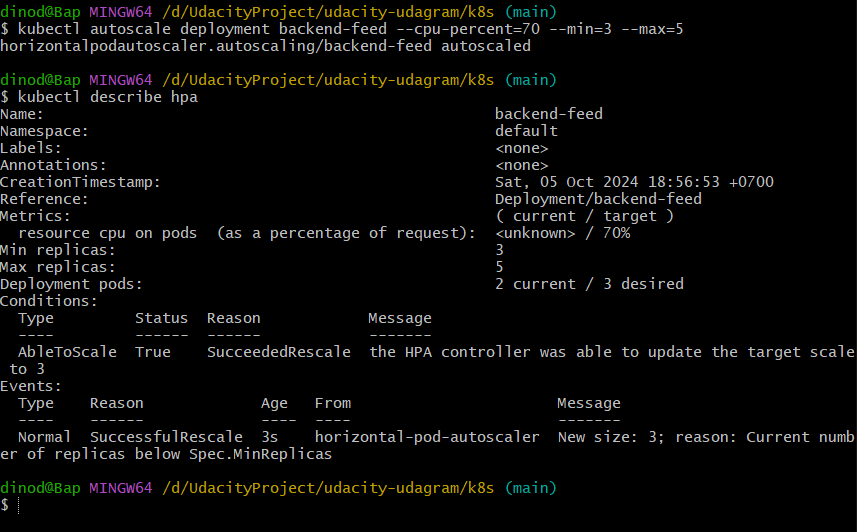 dinod@Bap MINGW64 /d/UdacityProject/udacity-udagram/k8s (main)
$ kubectl autoscale deployment backend-feed --cpu-percent=70 --min=3 --max=5
horizontalpodautoscaler.autoscaling/backend-feed autoscaled
dinod@Bap MINGW64 /d/UdacityProject/udacity-udagram/k8s (main)
$ kubectl describe hpa
Name: backend-feed
Namespace: default
Labels: <none>
Annotations: <none>
CreationTimestamp: Sat, 05 Oct 2024 18:56:53 +0700
Reference: Deployment/backend-feed
Metrics: ( current / target )
resource cpu on pods (as a percentage of request): <unknown> / 70%
Min replicas: 3
Max replicas: 5
Deployment pods: 2 current / 3 desired
Conditions:
Type Status Reason Message
---- ------ ------ -------
AbleToScale True SucceededRescale the HPA controller was able to update the target scale
to 3
Events:
Type Reason Age From Message
---- ------ ---- ---- -------
Normal SuccessfulRescale 3s horizontal-pod-autoscaler New size: 3; reason: Current numb
er of replicas below Spec.MinReplicas
dinod@Bap MINGW64 /d/UdacityProject/udacity-udagram/k8s (main)
$